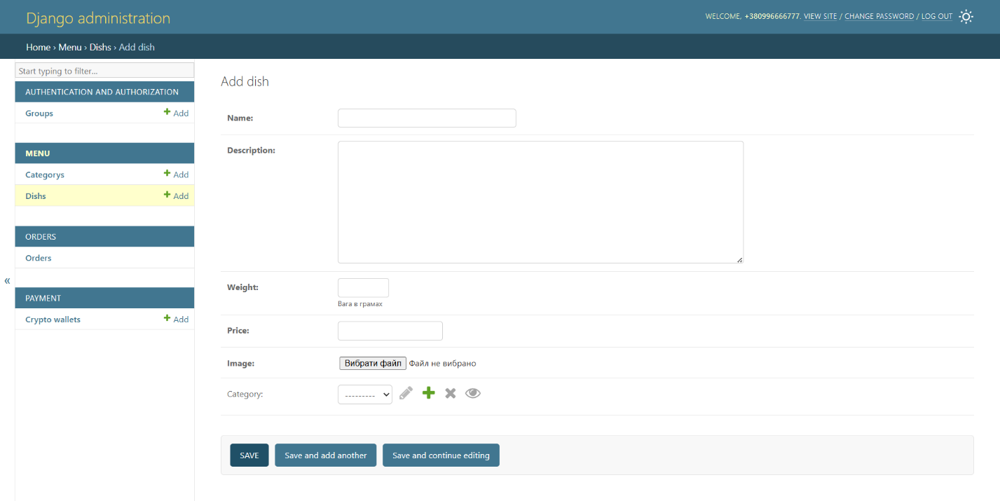 Django administration
WELCOME, +380996666777. VIEW SITE / CHANGE PASSWORD / LOG OUT
Home › Menu › Dishs › Add dish
Start typing to filter...
AUTHENTICATION AND AUTHORIZATION
Groups + Add
MENU
Categorys + Add
Dishs + Add
ORDERS
Orders
PAYMENT
Crypto wallets + Add
«
Add dish
Name:
Description:
Weight:
Вага в грамах
Price:
Image: Вибрати файл Файл не вибрано
Category: ---------
SAVE Save and add another Save and continue editing